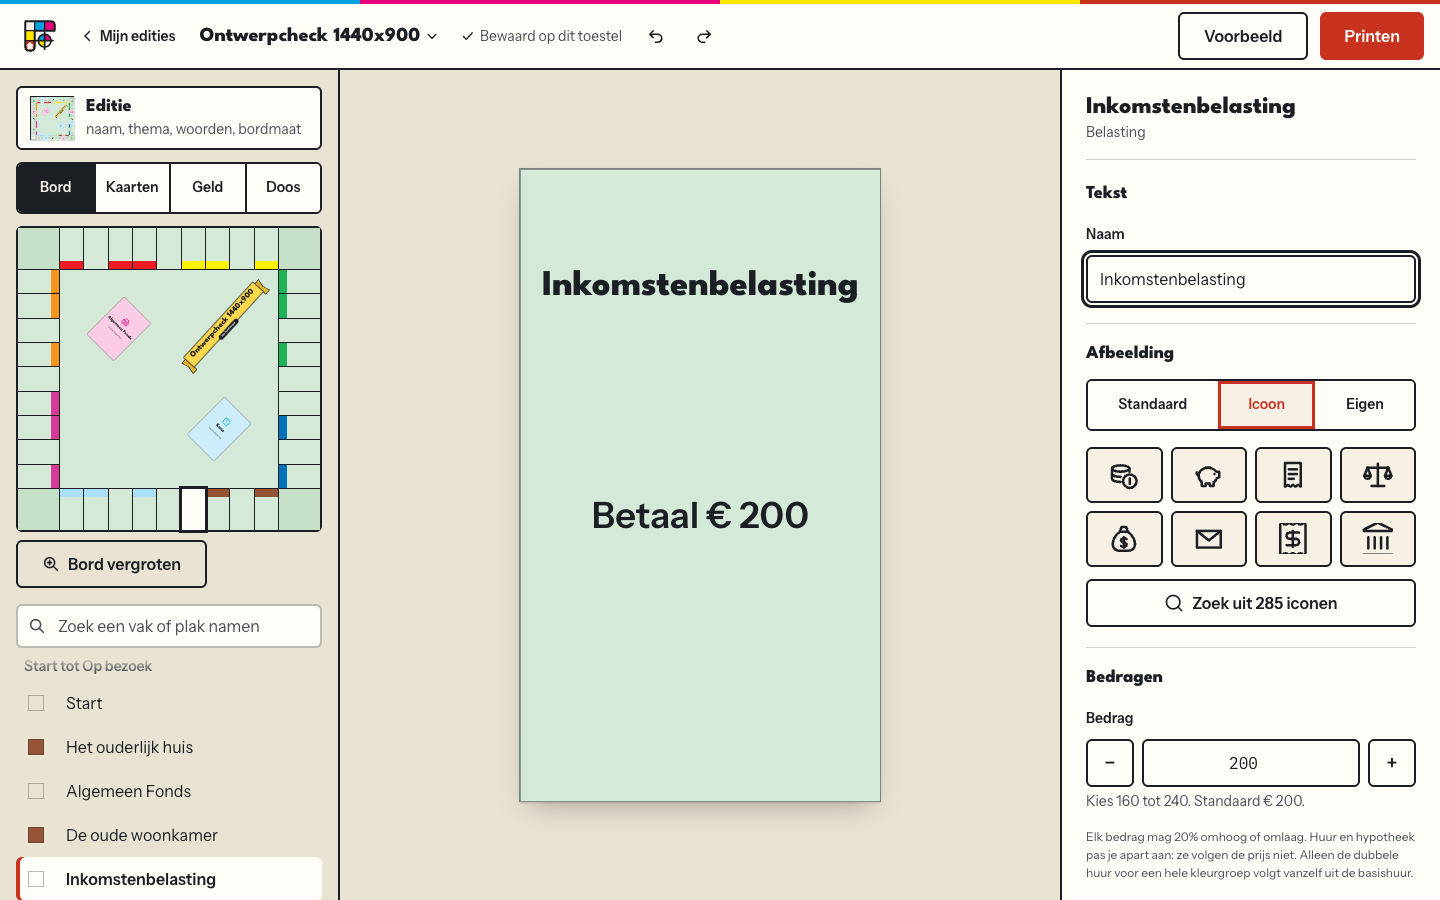 Mijn edities
Ontwerpcheck 1440x900
Bewaard op dit toestel
Voorbeeld
Printen
Editie
naam, thema, woorden, bordmaat
Bord
Kaarten
Geld
Doos
Algemeen Fonds
Ontwerpcheck 1440x900
Kans
Bord vergroten
Zoek een vak of plak namen
Start tot Op bezoek
Start
Het ouderlijk huis
Algemeen Fonds
De oude woonkamer
Inkomstenbelasting
Inkomstenbelasting
Betaal € 200
Inkomstenbelasting
Belasting
Tekst
Naam
Inkomstenbelasting
Afbeelding
Standaard
Icoon
Eigen
Zoek uit 285 iconen
Bedragen
Bedrag
− 200 +
Kies 160 tot 240. Standaard € 200.
Elk bedrag mag 20% omhoog of omlaag. Huur en hypotheek
pas je apart aan: ze volgen de prijs niet. Alleen de dubbele
huur voor een hele kleurgroep volgt vanzelf uit de basishuur.